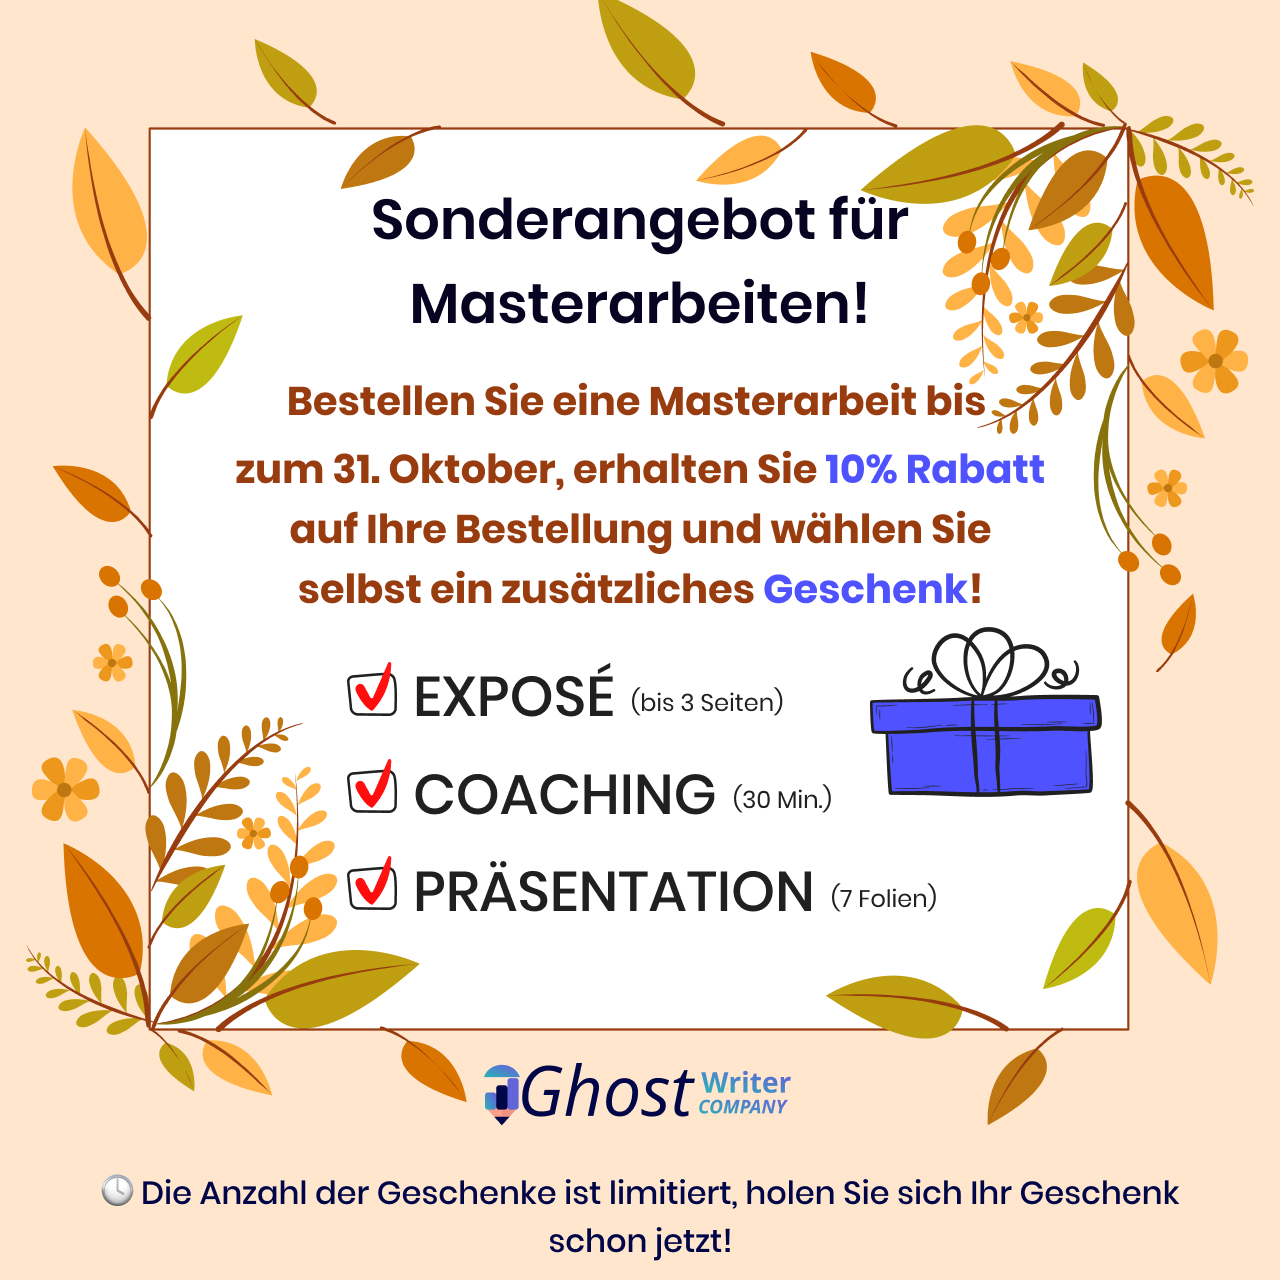 Sonderangebot für
Masterarbeiten!
Bestellen Sie eine Masterarbeit bis
zum 31. Oktober, erhalten Sie 10% Rabatt
auf Ihre Bestellung und wählen Sie
selbst ein zusätzliches Geschenk!
EXPOSÉ (bis 3 Seiten)
COACHING (30 Min.)
PRÄSENTATION (7 Folien)
Ghost Writer
COMPANY
Die Anzahl der Geschenke ist limitiert, holen Sie sich Ihr Geschenk
schon jetzt!